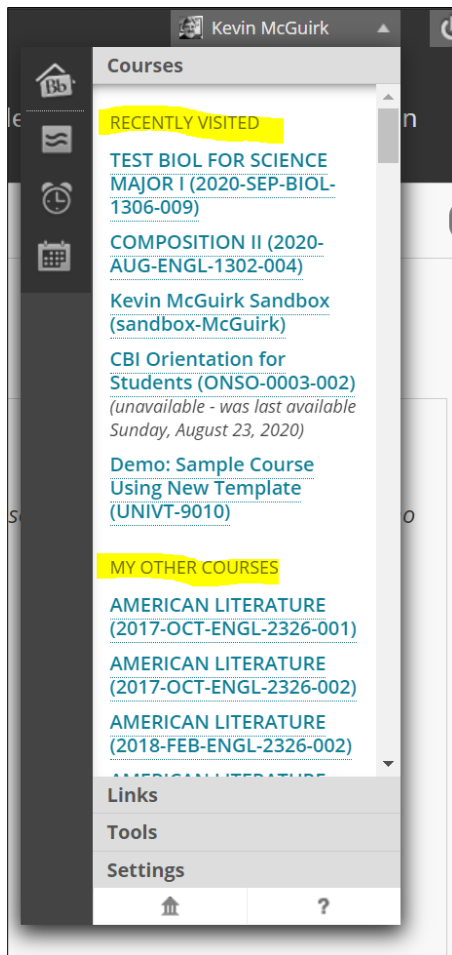 Kevin McGuirk
Courses
Bb
n
RECENTLY VISITED
TEST BIOL FOR SCIENCE
MAJOR I (2020-SEP-BIOL-
1306-009)
COMPOSITION II (2020-
AUG-ENGL-1302-004)
Kevin McGuirk Sandbox
(sandbox-McGuirk)
CBI Orientation for
Students (ONSO-0003-002)
(unavailable - was last available
Sunday, August 23, 2020)
Demo: Sample Course
Using New Template
(UNIVT-9010)
o
MY OTHER COURSES
AMERICAN LITERATURE
(2017-OCT-ENGL-2326-001)
AMERICAN LITERATURE
(2017-OCT-ENGL-2326-002)
AMERICAN LITERATURE
(2018-FEB-ENGL-2326-002)
AMERICAN LITERATURE
Links
Tools
Settings
?